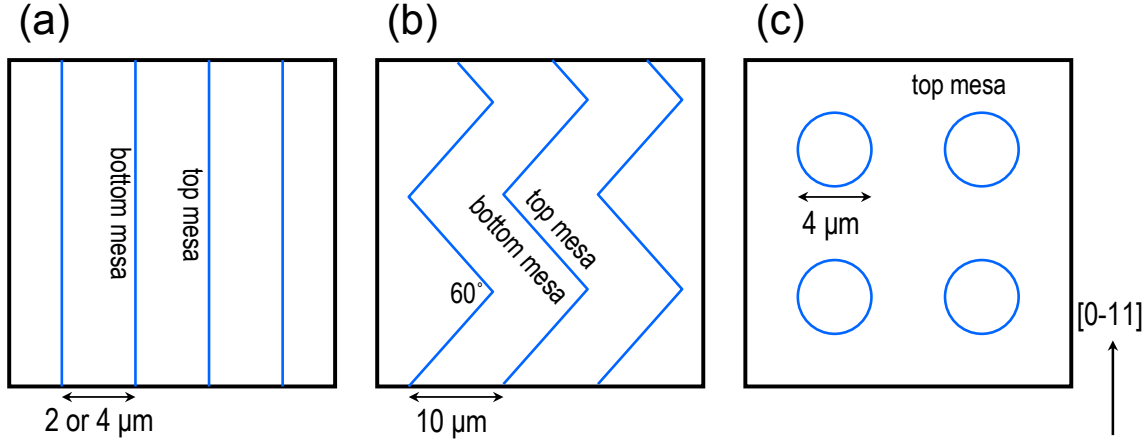 (a)
bottom mesa
top mesa
2 or 4 µm
(b)
top mesa
bottom mesa
60°
10 µm
(c)
top mesa
4 µm
[0-11]